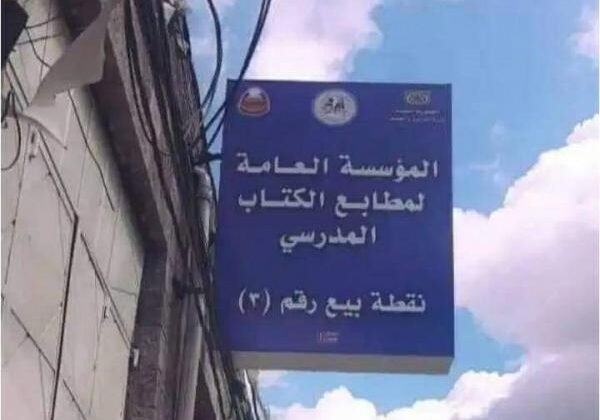 المؤسسة العامة
لمطابع الكتاب
المدرسي
نقطة بيع رقم (٣)